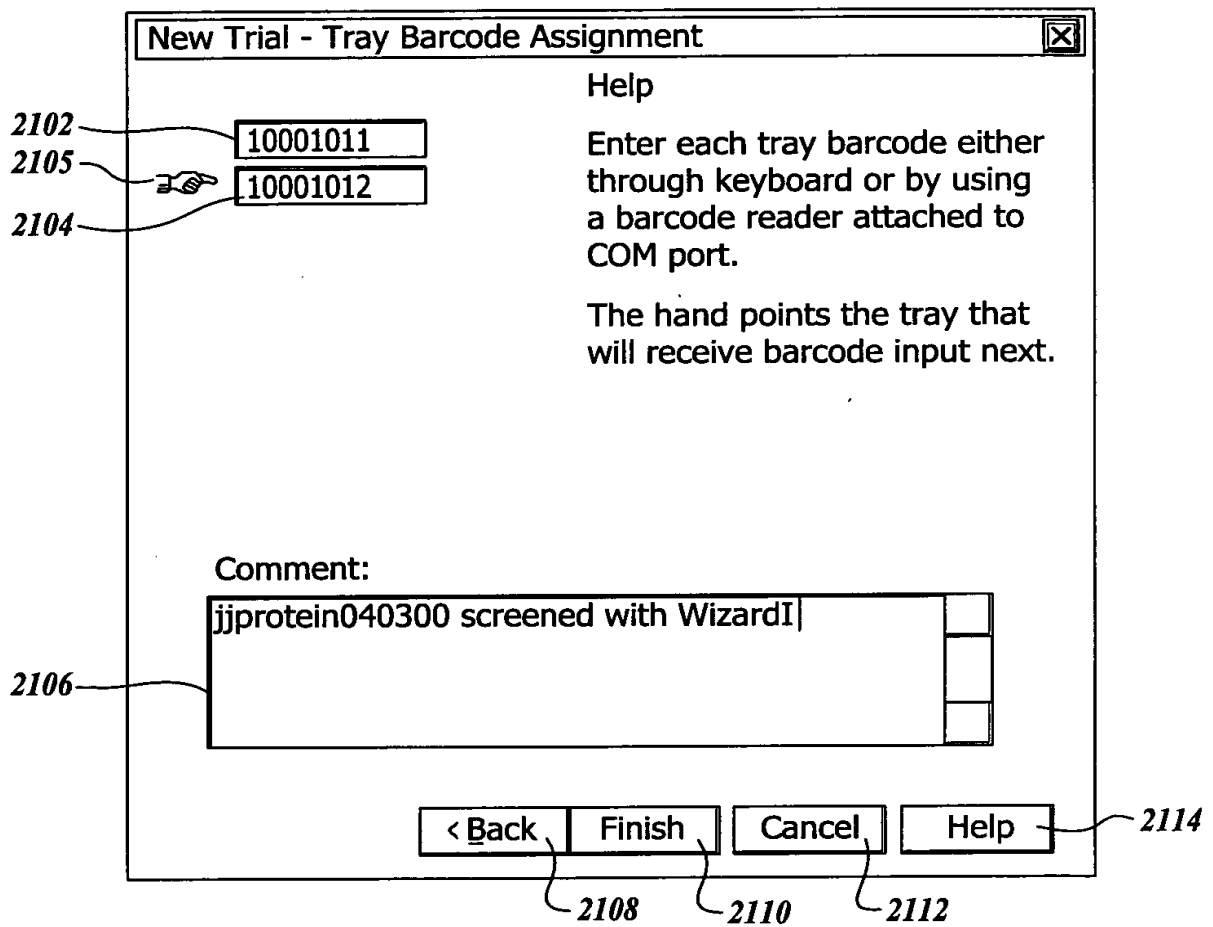 New Trial - Tray Barcode Assignment
Help
2102
10001011
2105
10001012
2104
Enter each tray barcode either
through keyboard or by using
a barcode reader attached to
COM port.
The hand points the tray that
will receive barcode input next.
Comment:
jjprotein040300 screened with WizardI
2106
< Back
Finish
Cancel
Help
2114
2108
2110
2112